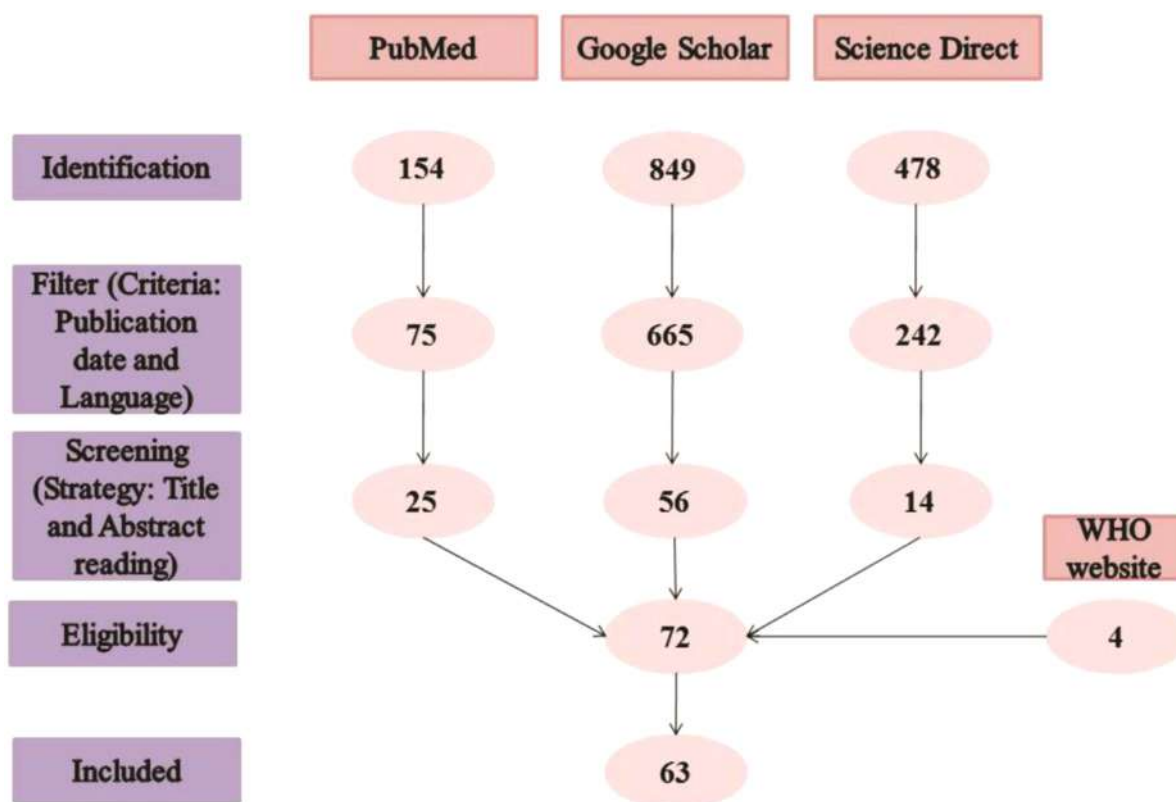 PubMed
Google Scholar
Science Direct
Identification
154
849
478
Filter (Criteria:
Publication
date and
Language)
75
665
242
Screening
(Strategy: Title
and Abstract
reading)
25
56
14
WHO
website
Eligibility
72
4
Included
63